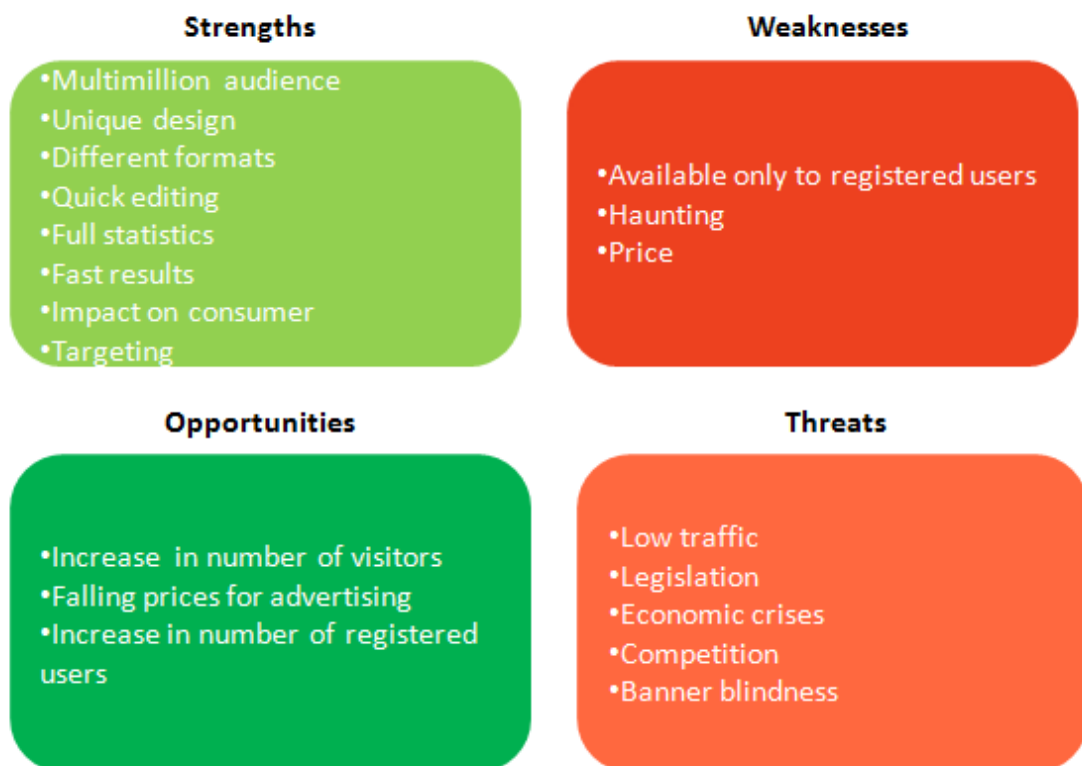 Strengths
•Multimillion audience
•Unique design
•Different formats
•Quick editing
•Full statistics
•Fast results
•Impact on consumer
•Targeting
Weaknesses
•Available only to registered users
•Haunting
•Price
Opportunities
•Increase in number of visitors
•Falling prices for advertising
•Increase in number of registered
users
Threats
•Low traffic
•Legislation
•Economic crises
•Competition
•Banner blindness